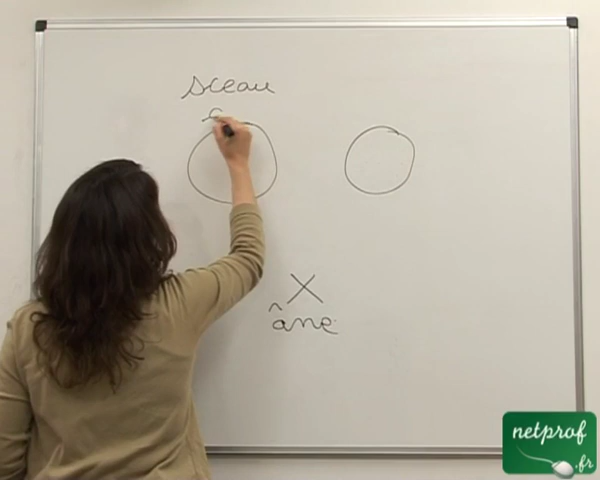 sceau
X
âne
netprof
.fr